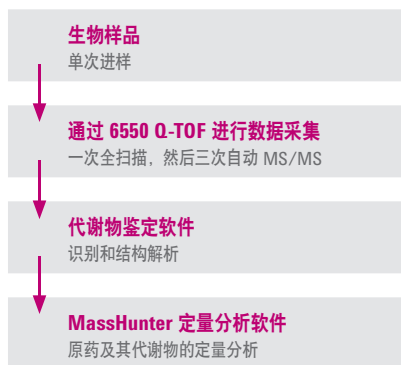 生物样品
单次进样
通过 6550 Q-TOF 进行数据采集
一次全扫描，然后三次自动 MS/MS
代谢物鉴定软件
识别和结构解析
MassHunter 定量分析软件
原药及其代谢物的定量分析